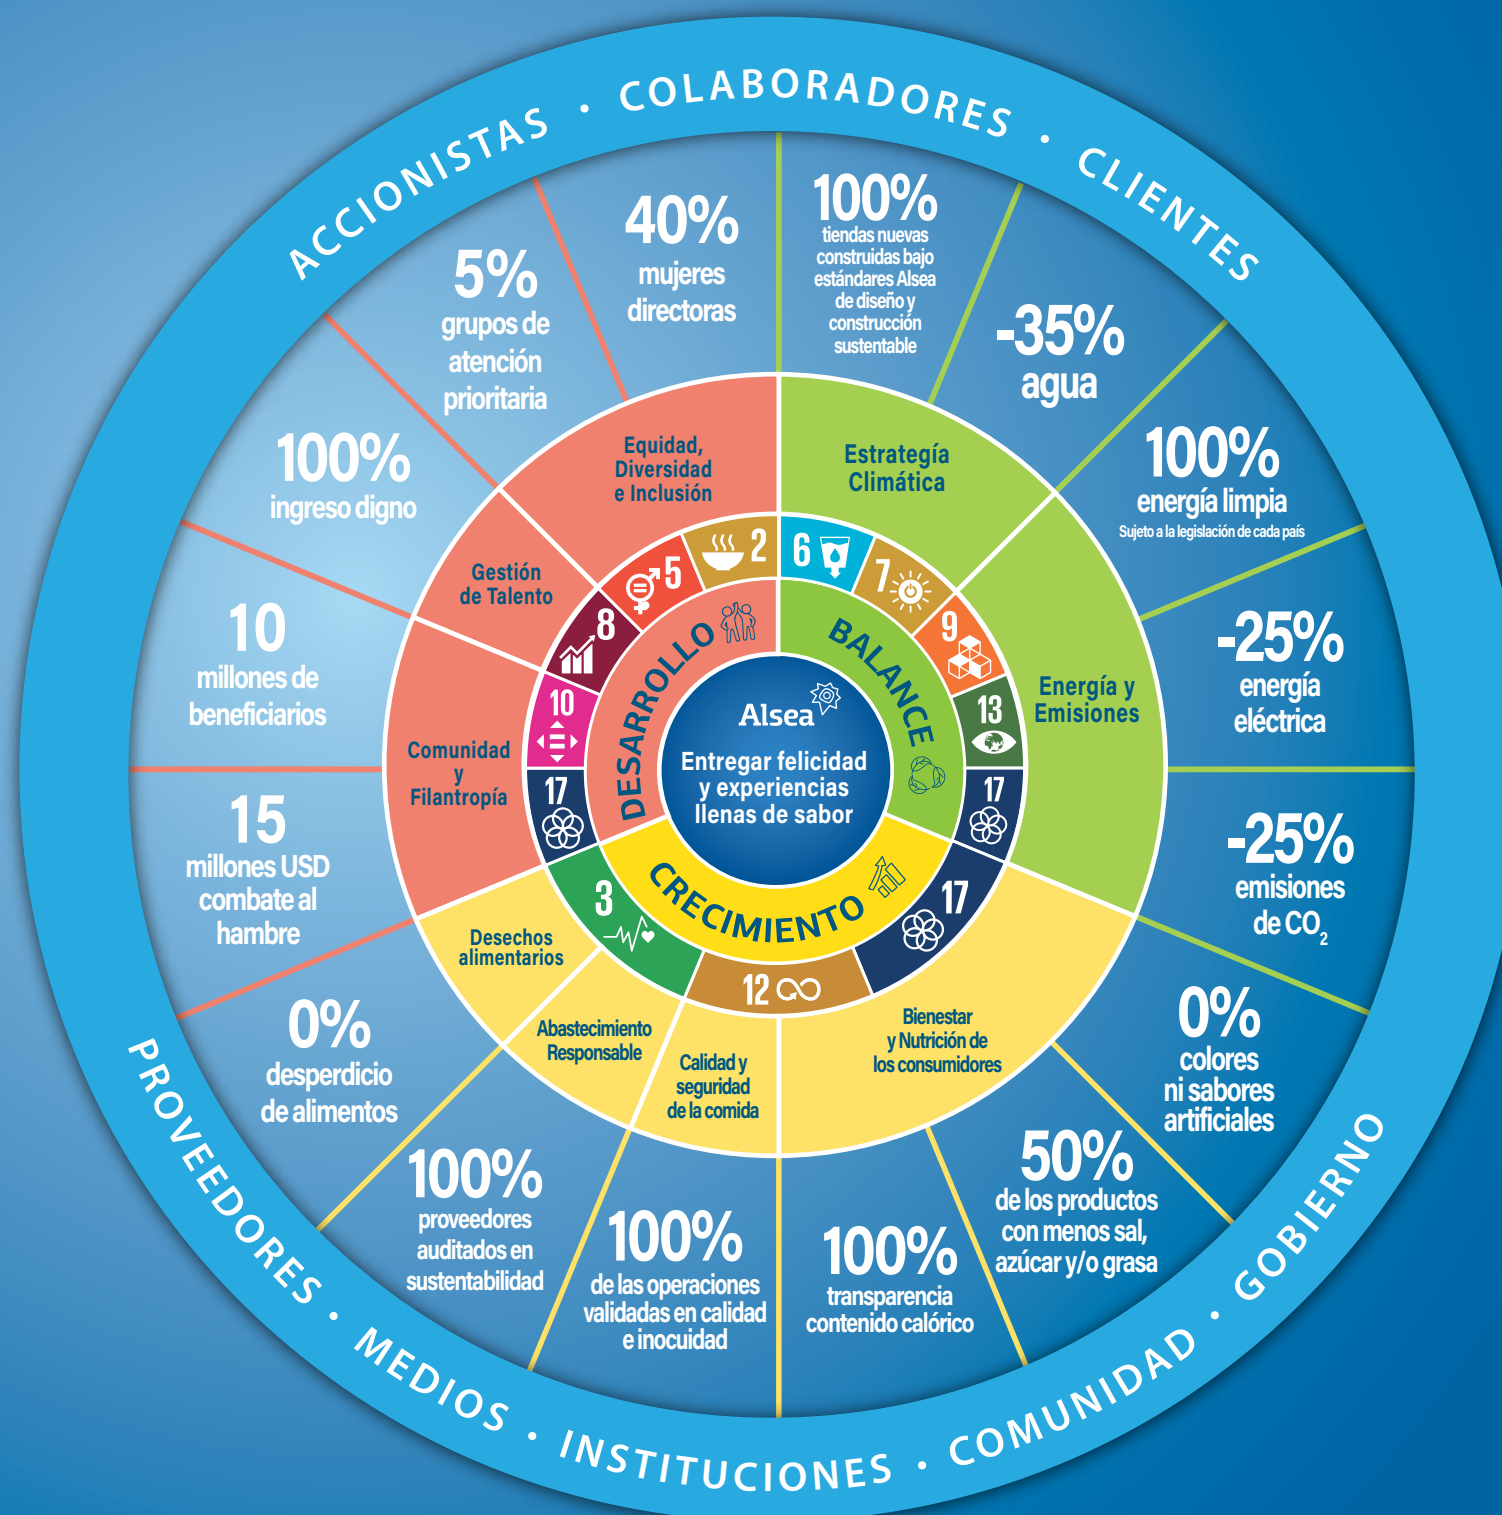 ACCIONISTAS · COLABORADORES · CLIENTES
40%
mujeres
directoras
100%
tiendas nuevas
construidas bajo
estándares Alsea
de diseño y
construcción
sustentable
-35%
agua
100%
energía limpia
Sujeto a la legislación de cada país
-25%
energía
eléctrica
-25%
emisiones
de CO2
0%
colores
ni sabores
artificiales
50%
de los productos
con menos sal,
azúcar y/o grasa
100%
transparencia
contenido calórico
100%
de las operaciones
validadas en calidad
e inocuidad
100%
proveedores
auditados en
sustentabilidad
0%
desperdicio
de alimentos
15
millones USD
combate al
hambre
10
millones de
beneficiarios
100%
ingreso digno
5%
grupos de
atención
prioritaria
Equidad,
Diversidad
e Inclusión
Estrategía
Climática
Energía y
Emisiones
Bienestar
y Nutrición de
los consumidores
Calidad y
seguridad
de la comida
Abastecimiento
Responsable
Desechos
alimentarios
Comunidad
y
Filantropía
Gestión
de Talento
2
6
7
9
13
17
17
12
3
17
10
8
5
DESARROLLO
BALANCE
CRECIMIENTO
Alsea
Entregar felicidad
y experiencias
llenas de sabor
PROVEEDORES · MEDIOS · INSTITUCIONES · COMUNIDAD · GOBIERNO